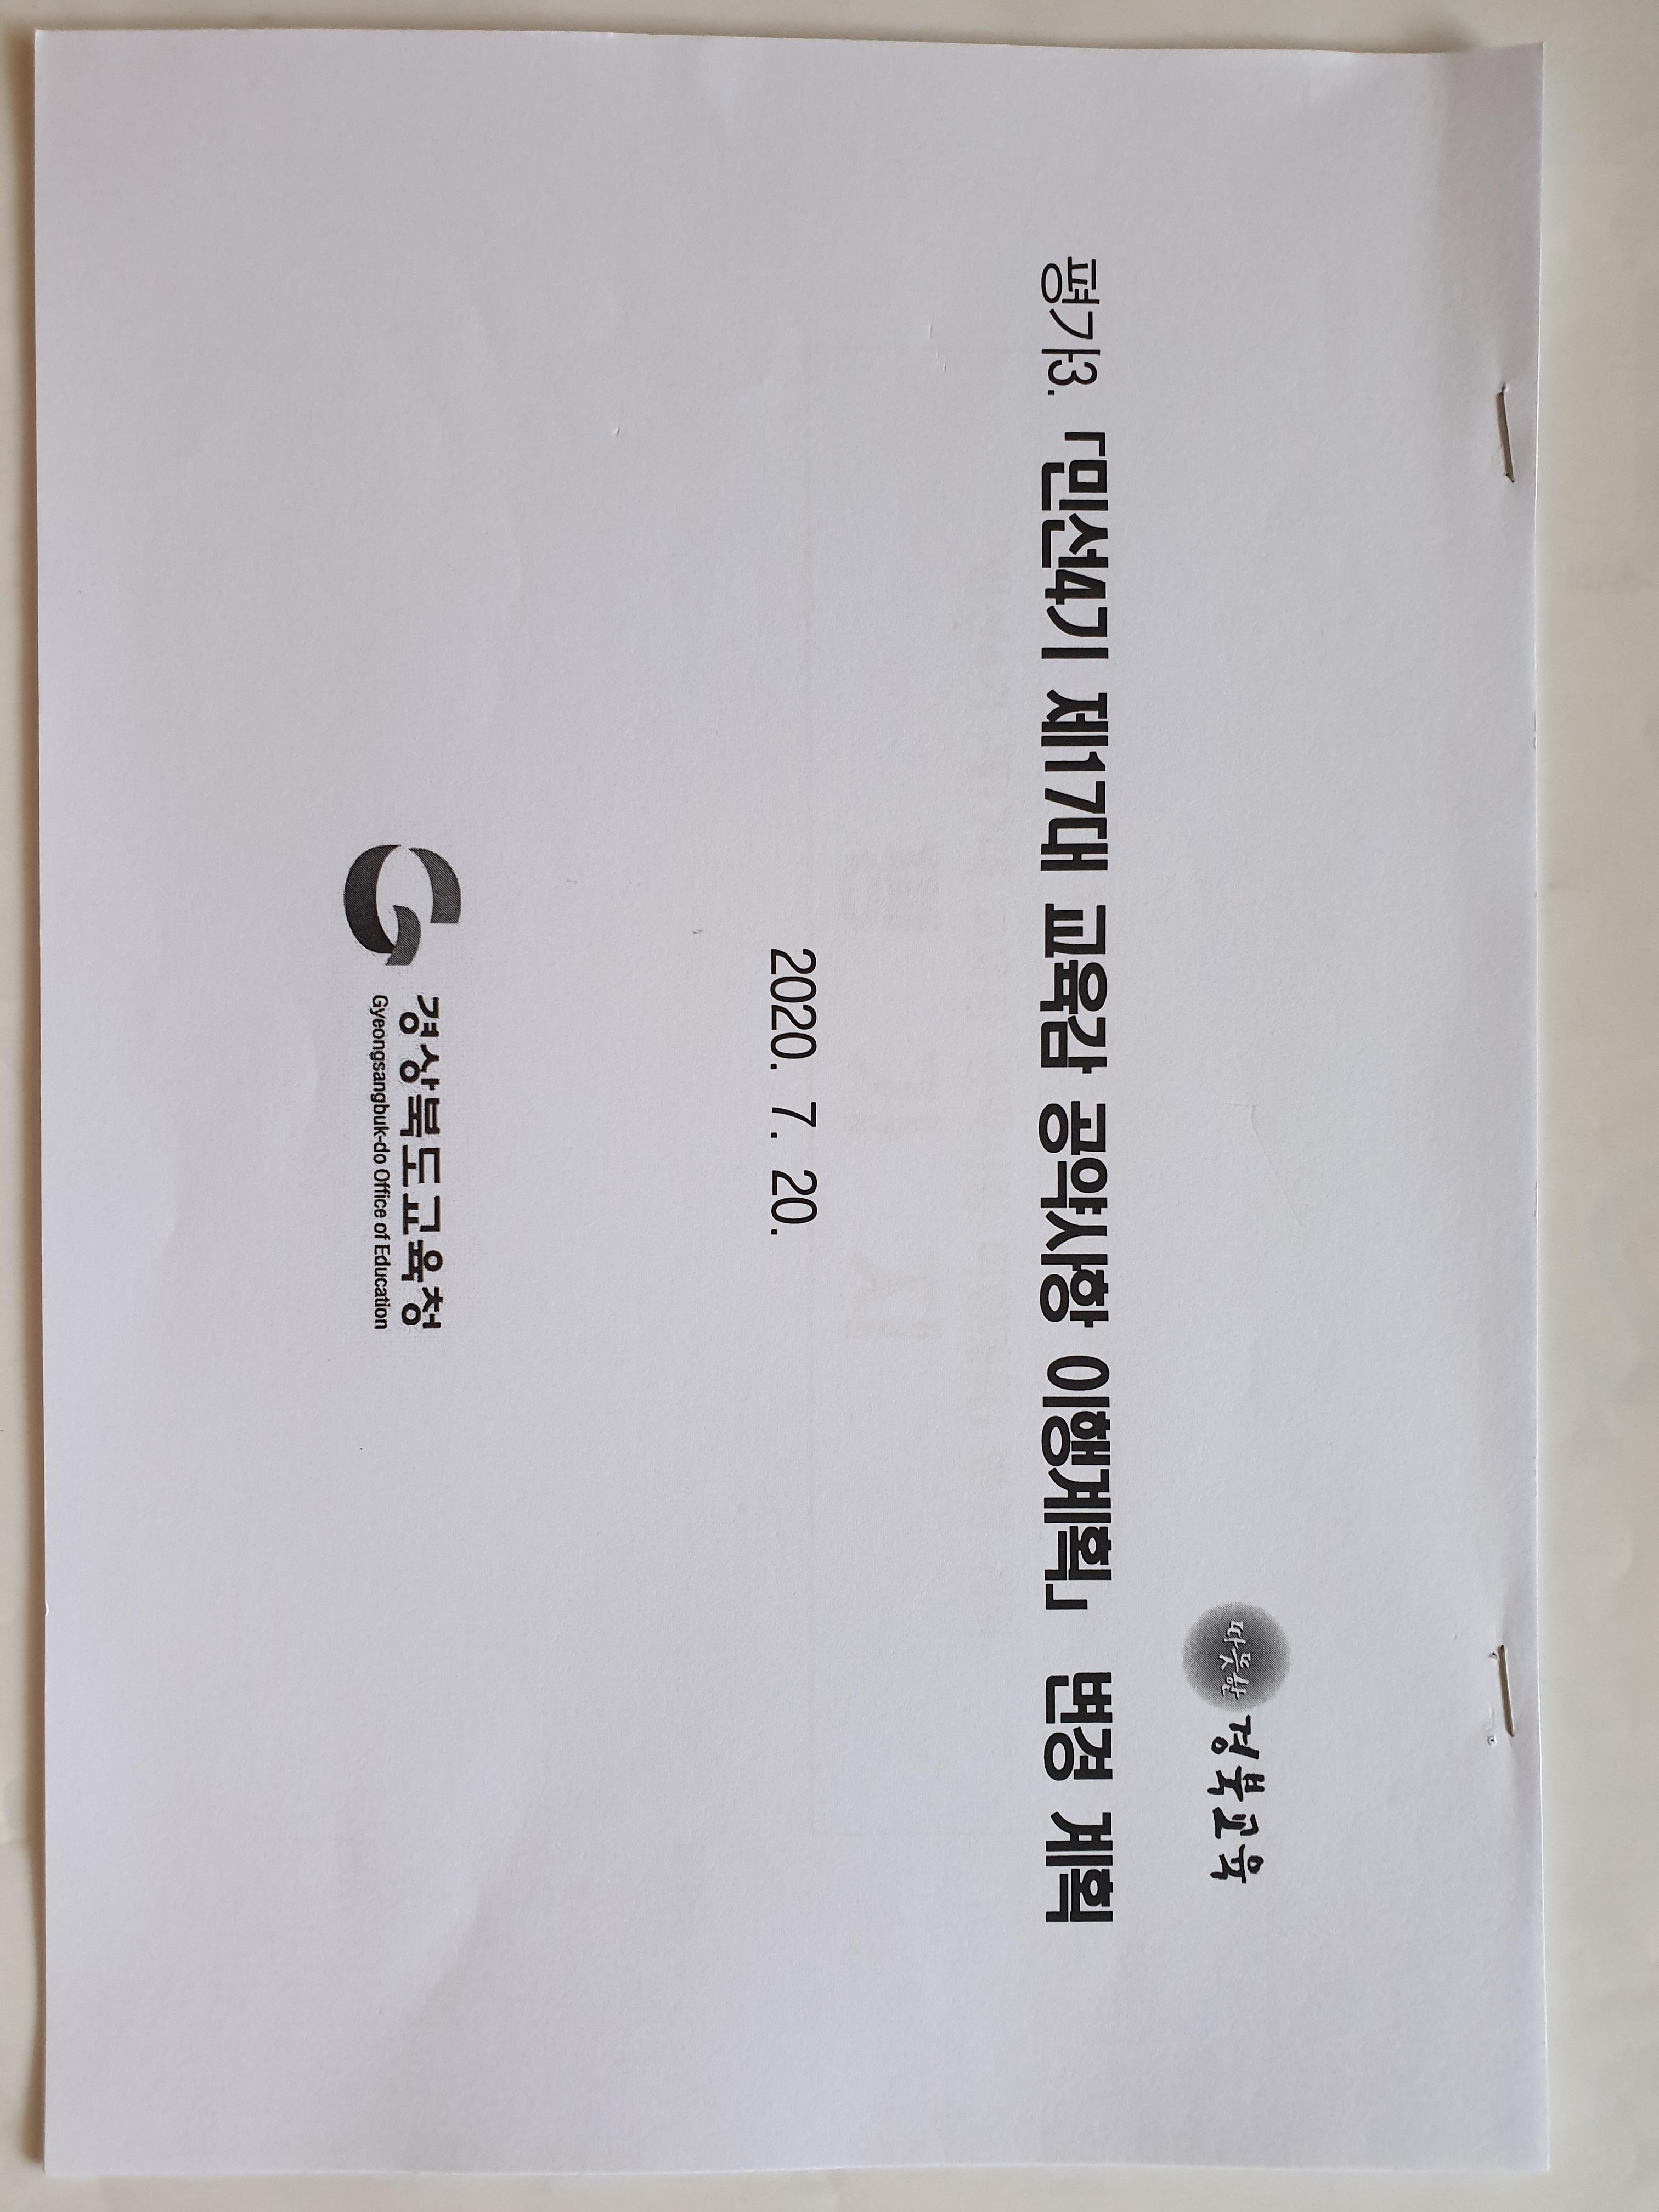 따뜻한 경북교육
평가3. 「민선4기 제17대 교육감 공약사항 이행계획」 변경 계획
2020. 7. 20.
경상북도교육청
Gyeongsangbuk-do Office of Education